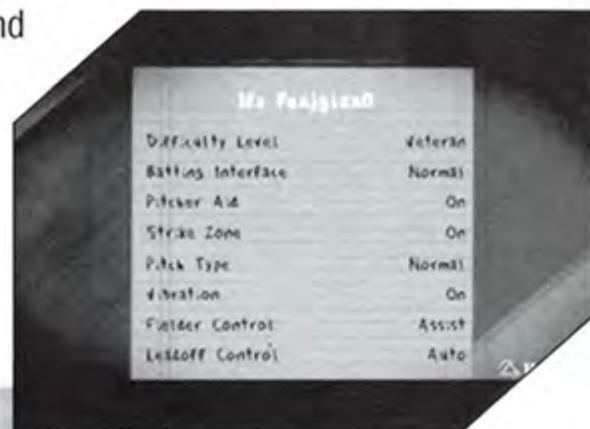 nd
Difficulty Level Veteran
Batting Interface Normal
Pitcher Aid On
Strike Zone On
Pitch Type Normal
Vibration On
Fielder Control Assist
Leadoff Control Auto